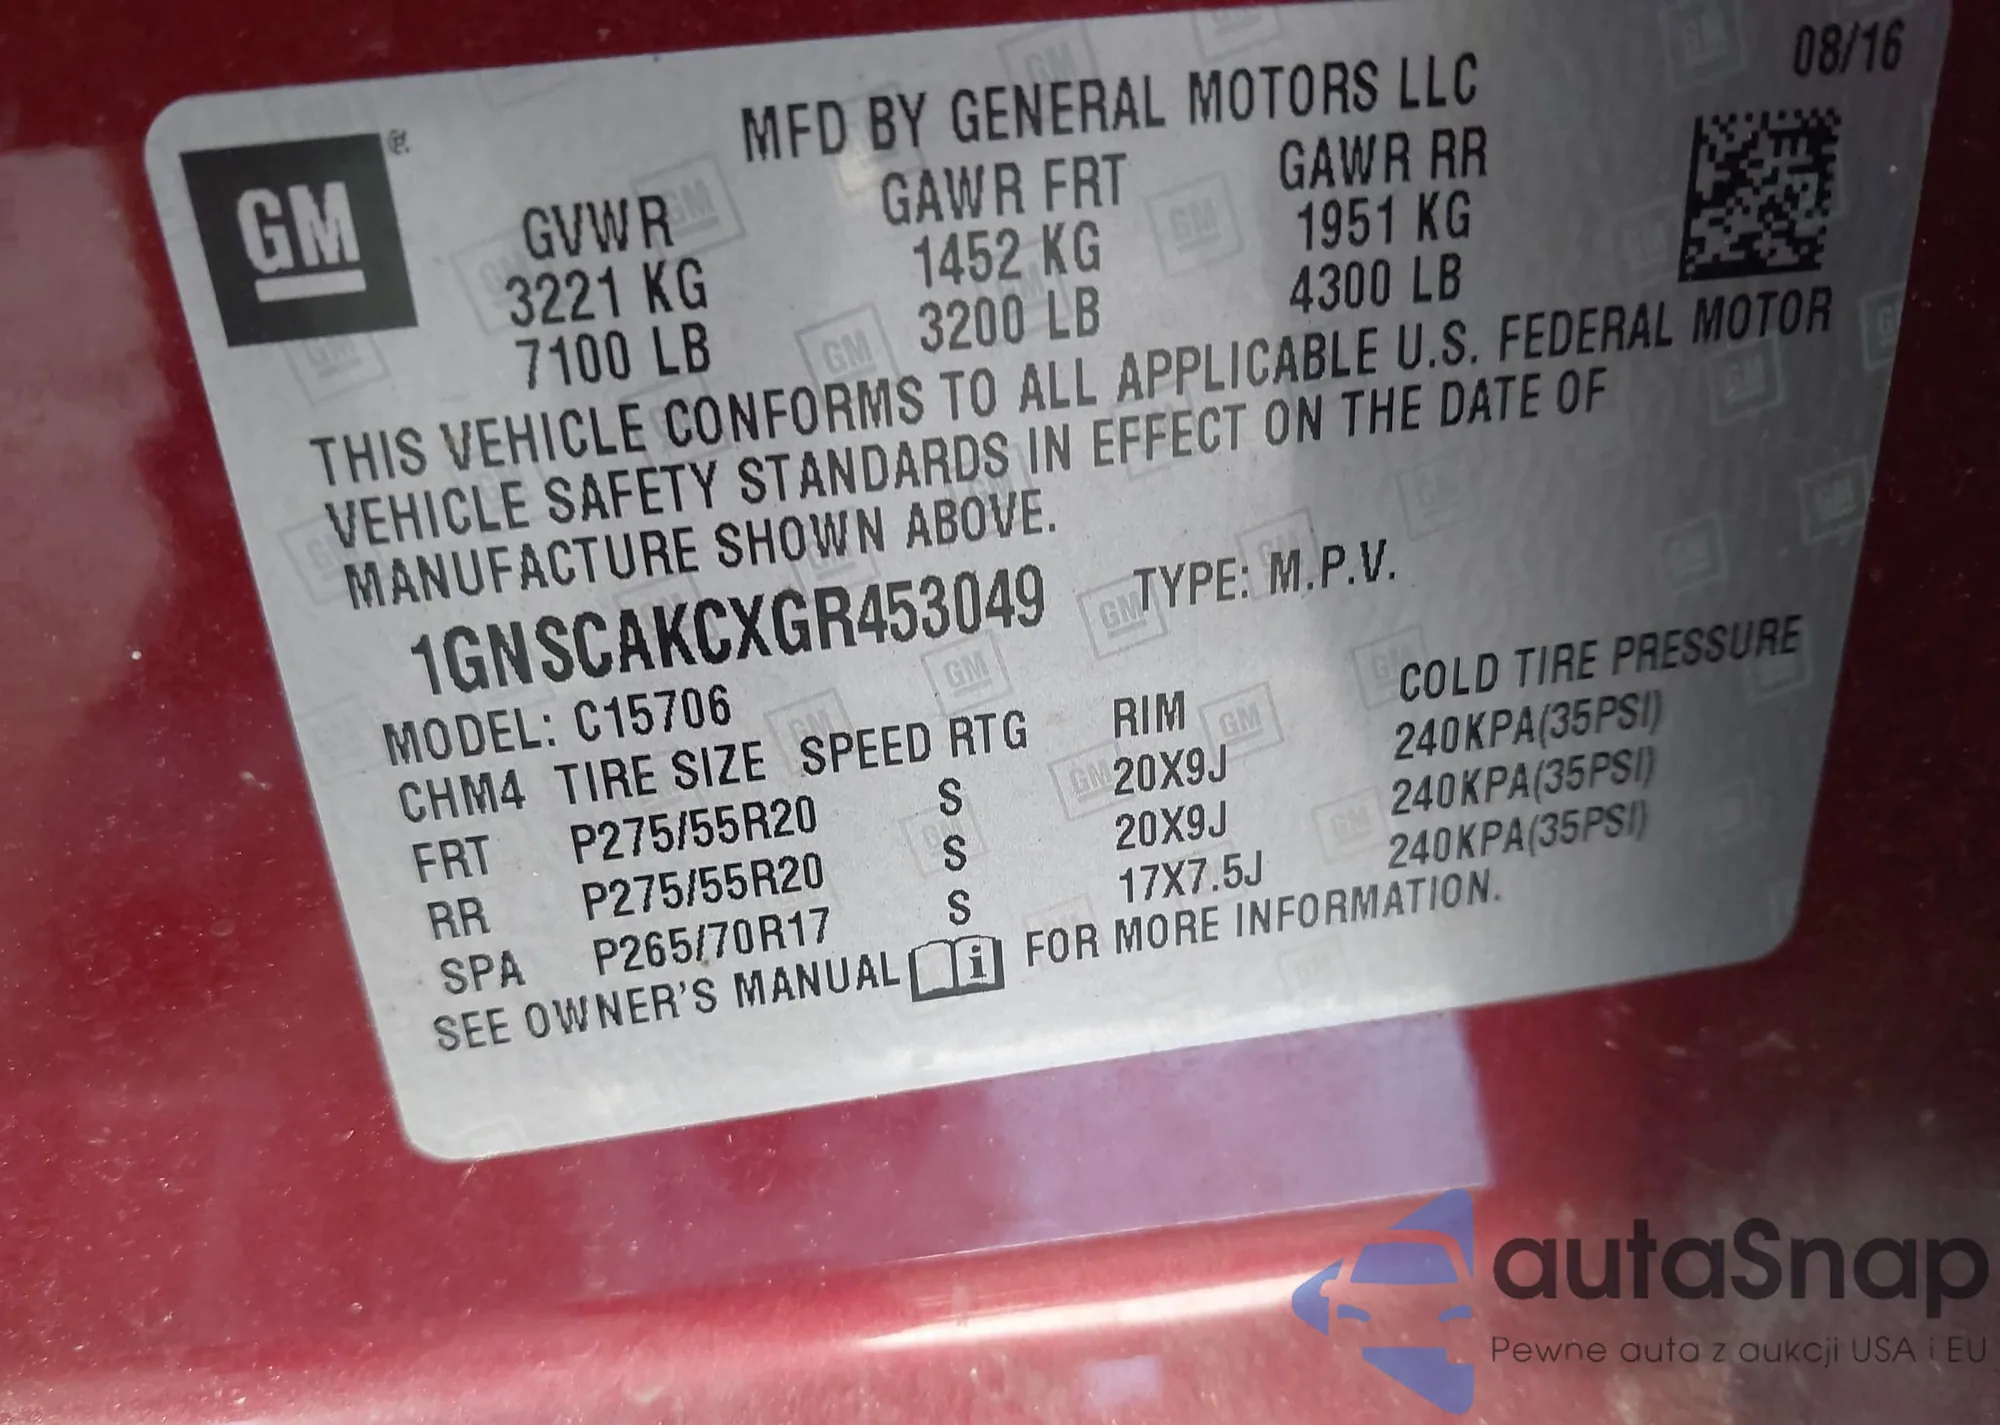 08/16
GM
MFD BY GENERAL MOTORS LLC
GVWR GAWR FRT GAWR RR
3221 KG 1452 KG 1951 KG
7100 LB 3200 LB 4300 LB
THIS VEHICLE CONFORMS TO ALL APPLICABLE U.S. FEDERAL MOTOR
VEHICLE SAFETY STANDARDS IN EFFECT ON THE DATE OF
MANUFACTURE SHOWN ABOVE.
1GNSCAKCXGR453049 TYPE: M.P.V.
MODEL: C15706
CHM4 TIRE SIZE SPEED RTG RIM COLD TIRE PRESSURE
FRT P275/55R20 S 20X9J 240KPA(35PSI)
RR P275/55R20 S 20X9J 240KPA(35PSI)
SPA P265/70R17 S 17X7.5J 240KPA(35PSI)
SEE OWNER'S MANUAL i FOR MORE INFORMATION.
autaSnap
Pewne auta z aukcji USA i EU